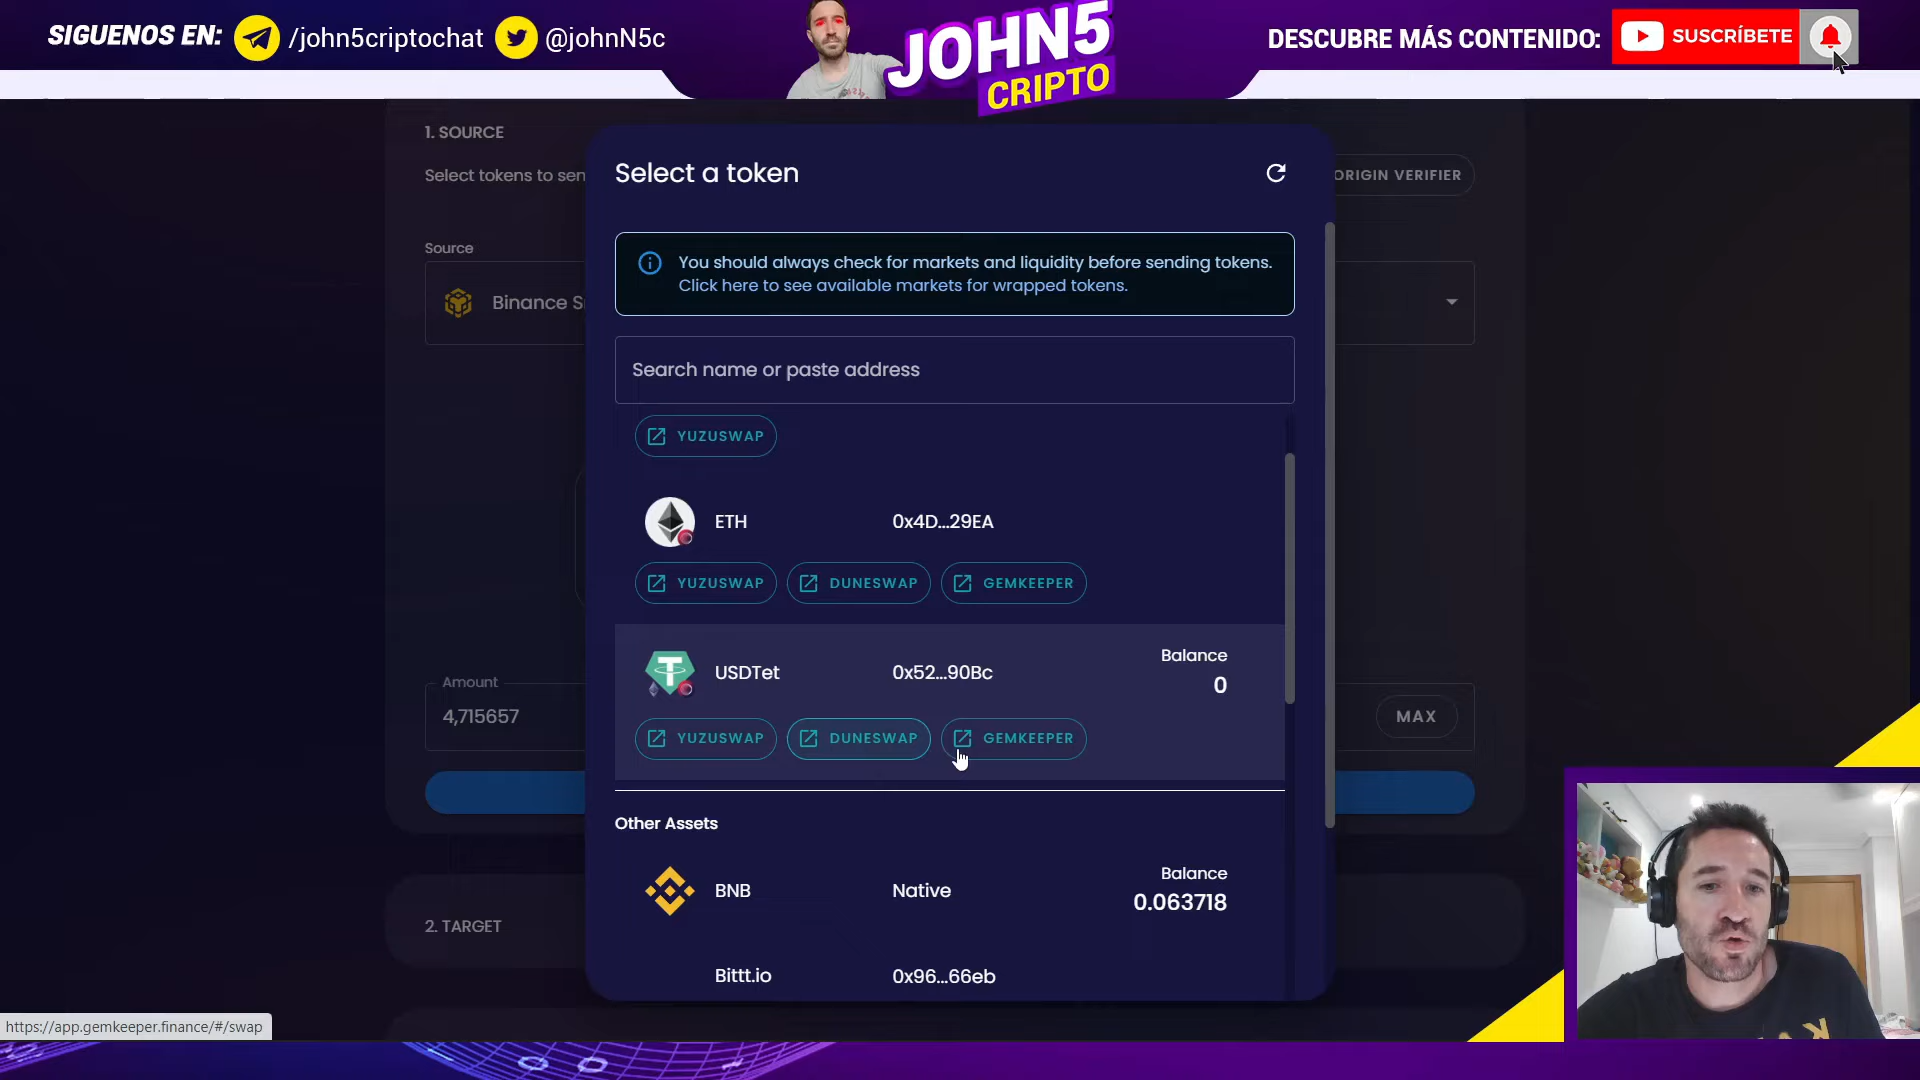 SIGUENOS EN:
/john5criptochat
@johnN5c
JOHN5
CRIPTO
DESCUBRE MÁS CONTENIDO:
SUSCRÍBETE
1. SOURCE
Select tokens to sen
ORIGIN VERIFIER
Source
Binance S
Select a token
You should always check for markets and liquidity before sending tokens.
Click here to see available markets for wrapped tokens.
Search name or paste address
YUZUSWAP
ETH
0x4D...29EA
YUZUSWAP
DUNESWAP
GEMKEEPER
USDTet
0x52...90Bc
Balance
0
YUZUSWAP
DUNESWAP
GEMKEEPER
Amount
4,715657
MAX
Other Assets
BNB
Native
Balance
0.063718
2. TARGET
Bittt.io
0x96...66eb
https://app.gemkeeper.finance/#/swap